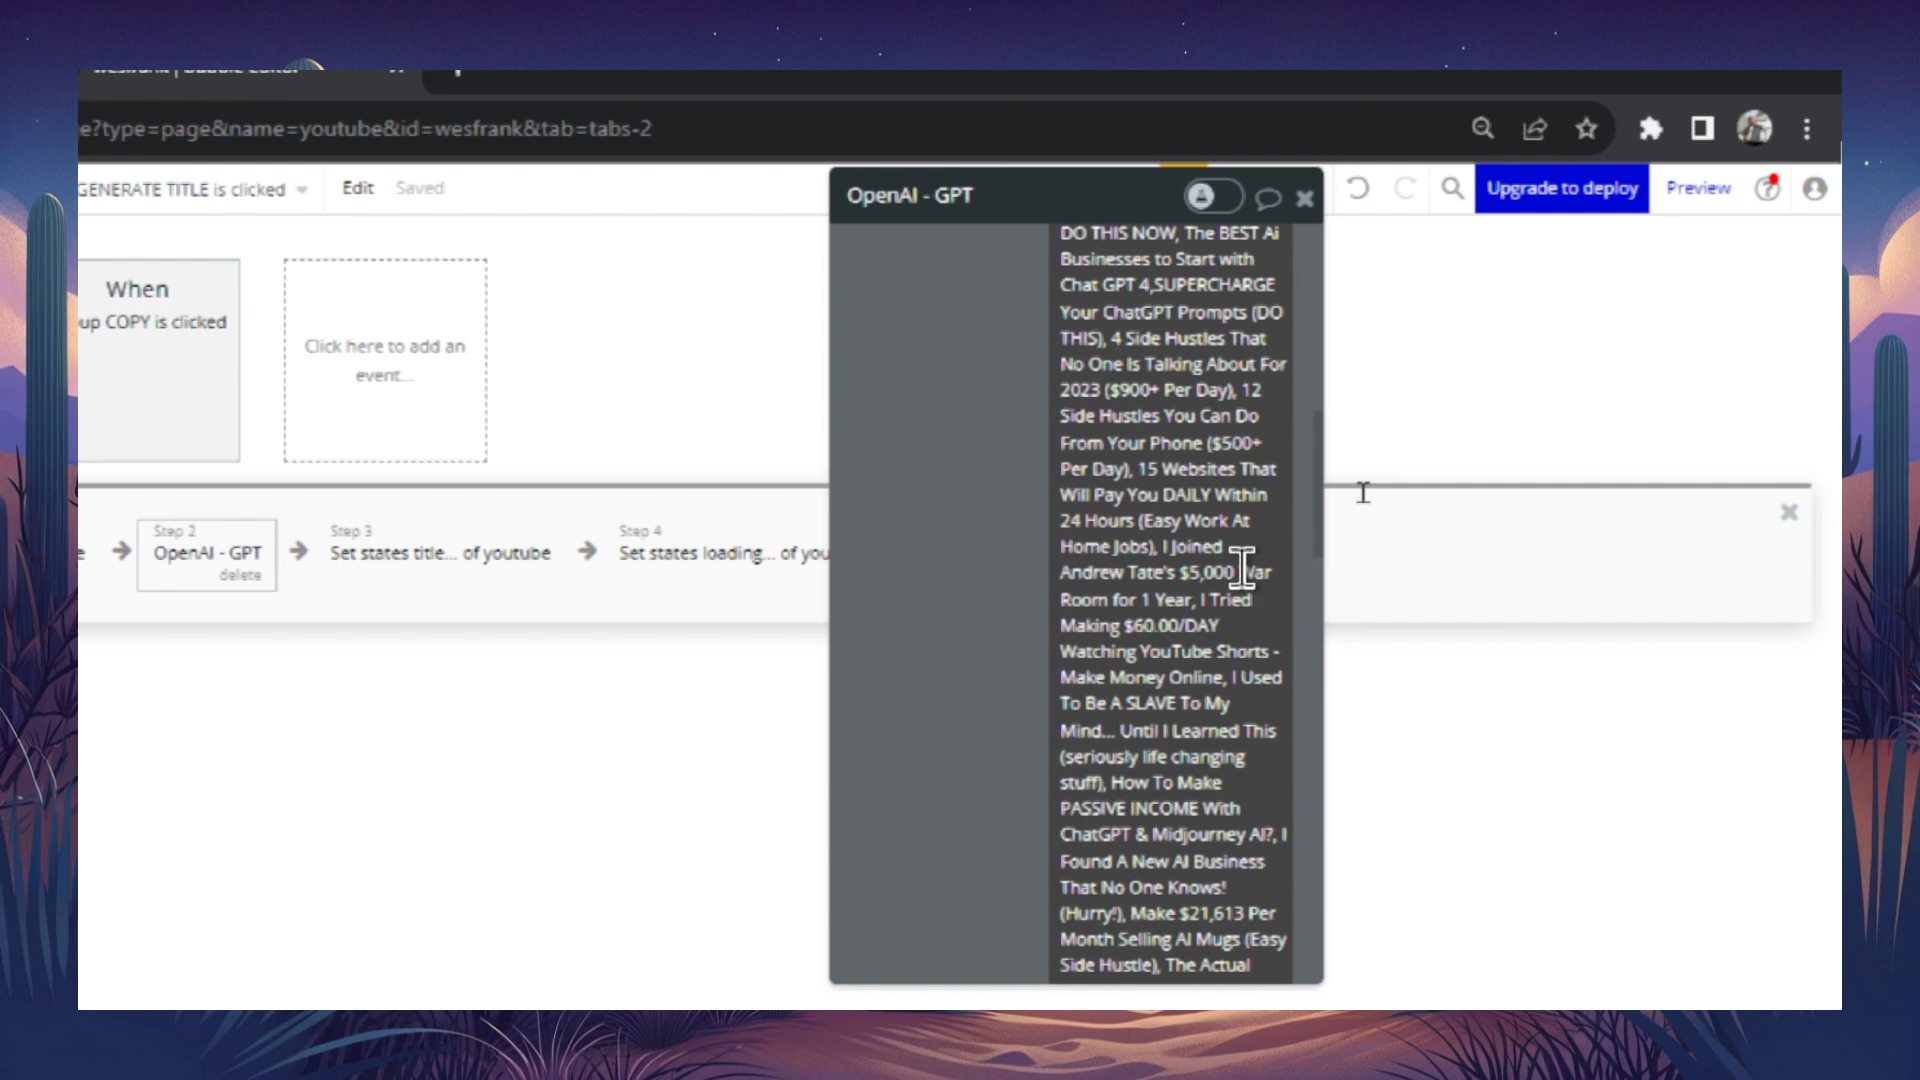 e?type=page&name=youtube&id=wesfrank&tab=tabs-2
GENERATE TITLE is clicked
Edit
Saved
OpenAI - GPT
Upgrade to deploy
Preview
When
up COPY is clicked
Click here to add an
event...
Step 2
OpenAI - GPT
delete
Step 3
Set states title... of youtube
Step 4
Set states loading... of you
DO THIS NOW, The BEST Ai
Businesses to Start with
Chat GPT 4,SUPERCHARGE
Your ChatGPT Prompts (DO
THIS), 4 Side Hustles That
No One Is Talking About For
2023 ($900+ Per Day), 12
Side Hustles You Can Do
From Your Phone ($500+
Per Day), 15 Websites That
Will Pay You DAILY Within
24 Hours (Easy Work At
Home Jobs), I Joined
Andrew Tate's $5,000 War
Room for 1 Year, I Tried
Making $60.00/DAY
Watching YouTube Shorts -
Make Money Online, I Used
To Be A SLAVE To My
Mind... Until I Learned This
(seriously life changing
stuff), How To Make
PASSIVE INCOME With
ChatGPT & Midjourney AI?, I
Found A New AI Business
That No One Knows!
(Hurry!), Make $21,613 Per
Month Selling AI Mugs (Easy
Side Hustle), The Actual